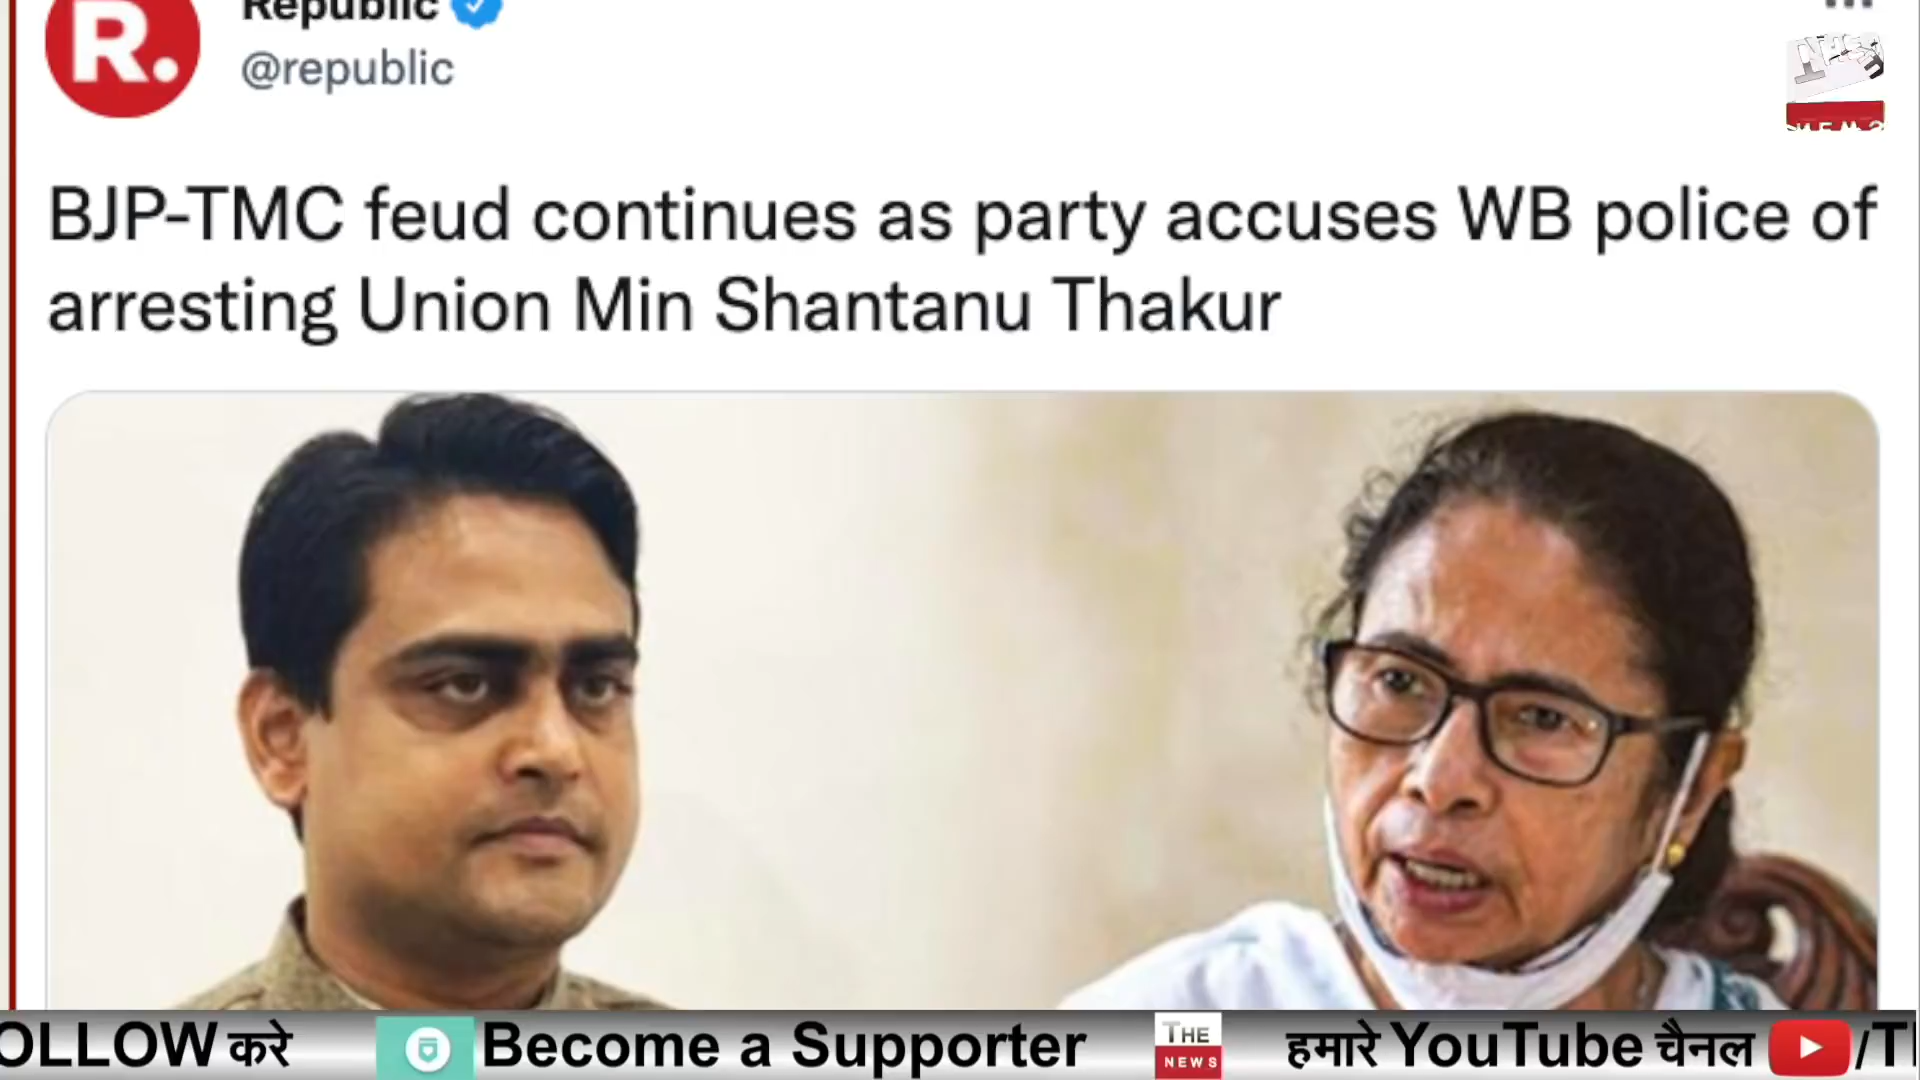 Republic
@republic
BJP-TMC feud continues as party accuses WB police of
arresting Union Min Shantanu Thakur
OLLOW करे Become a Supporter THE NEWS हमारे YouTube चैनल /T